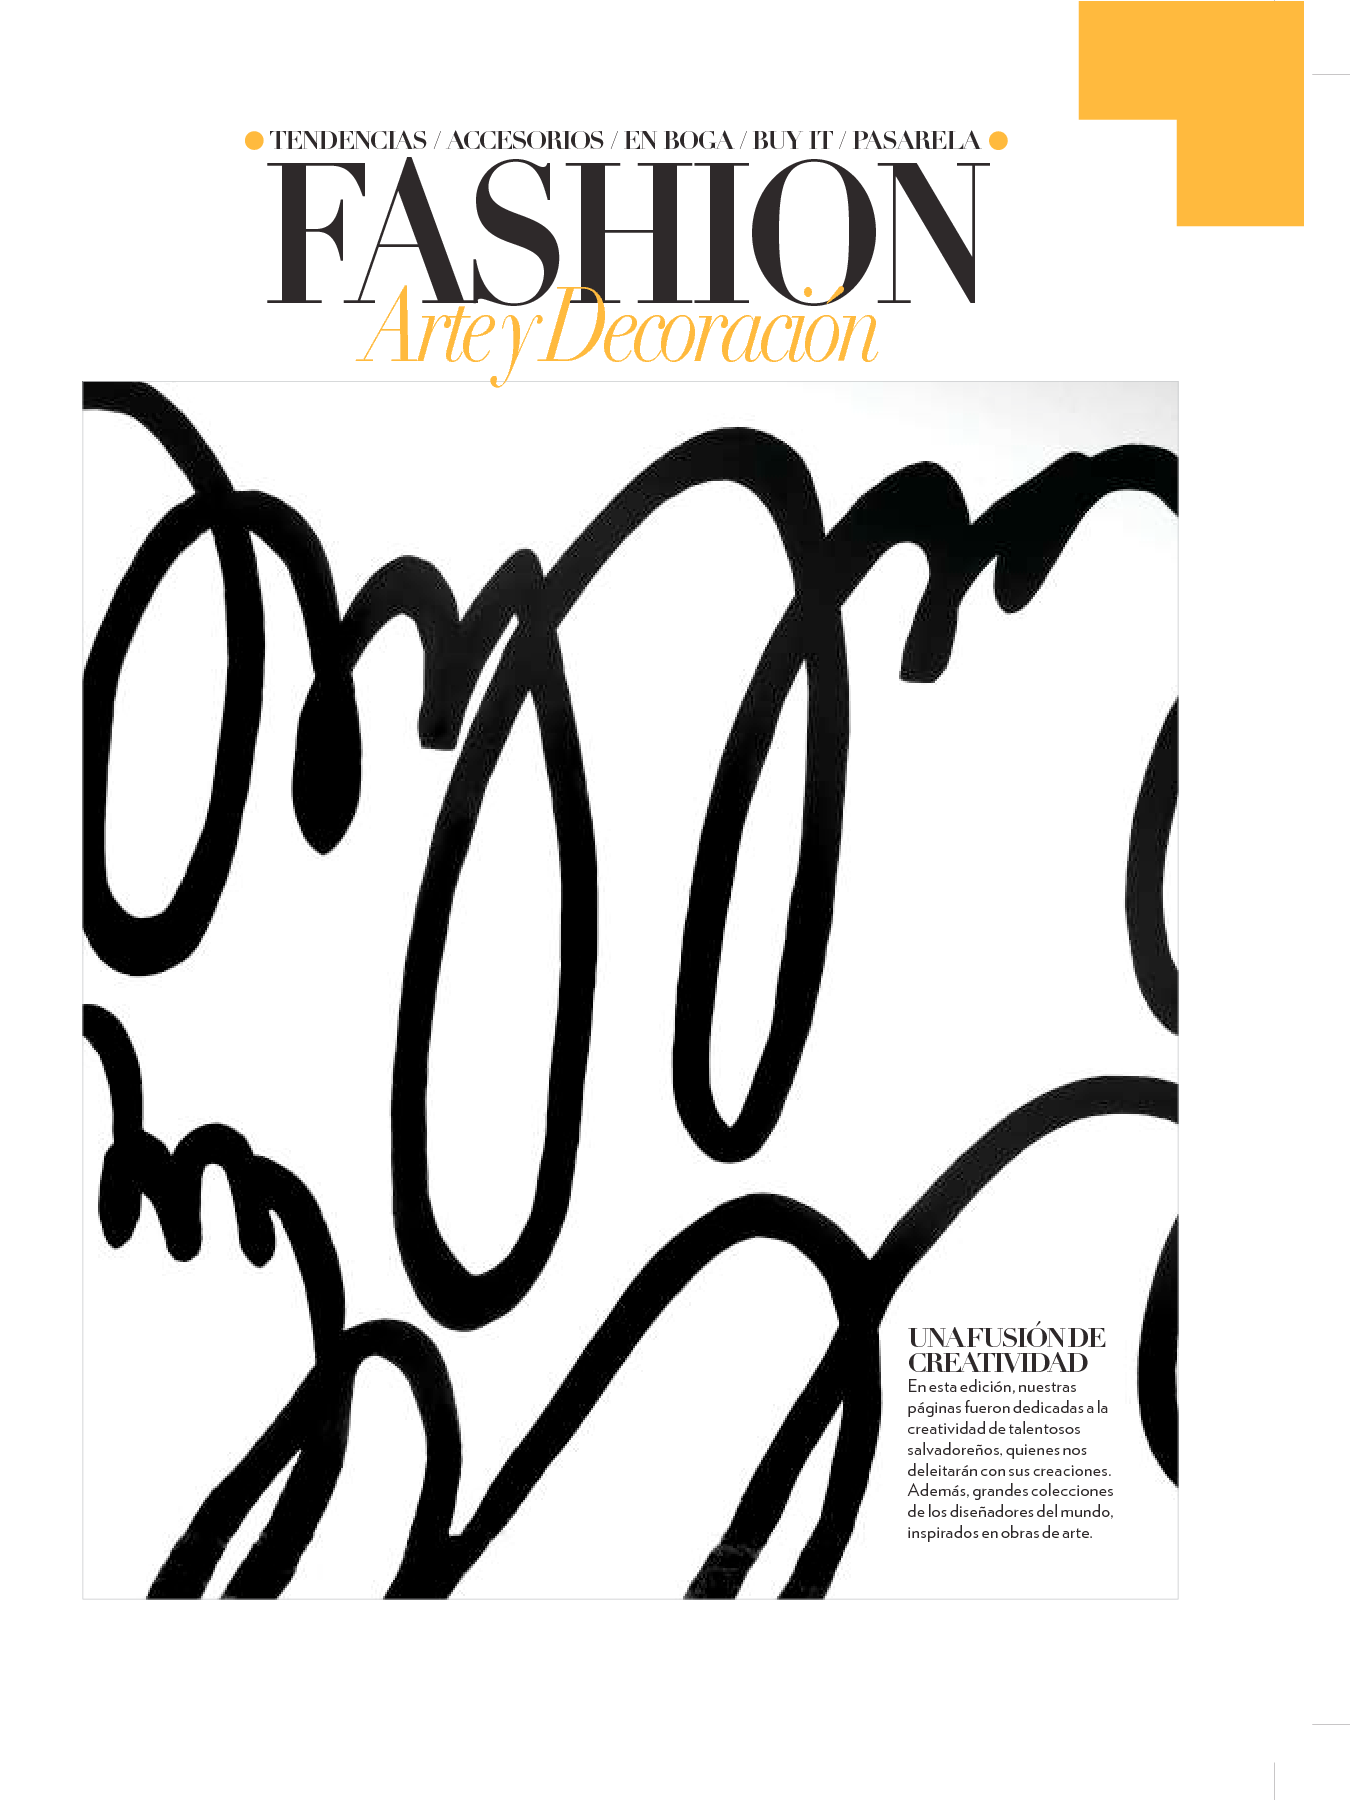 TENDENCIAS / ACCESORIOS / EN BOGA / BUY IT / PASARELA
FASHION
Arte y Decoración
UNA FUSIÓN DE
CREATIVIDAD
En esta edición, nuestras
páginas fueron dedicadas a la
creatividad de talentosos
salvadoreños, quienes nos
deleitarán con sus creaciones.
Además, grandes colecciones
de los diseñadores del mundo,
inspirados en obras de arte.